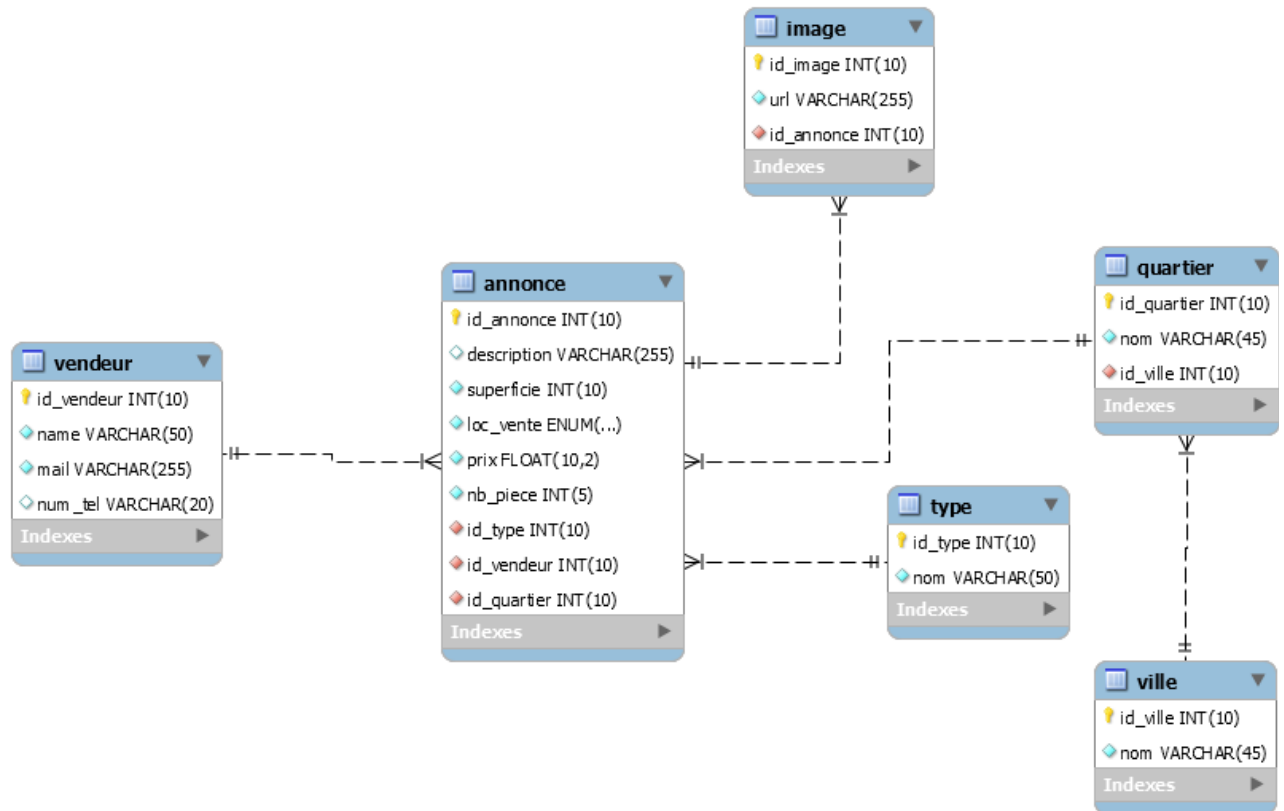 image
id_image INT(10)
url VARCHAR(255)
id_annonce INT(10)
Indexes
annonce
id_annonce INT(10)
description VARCHAR(255)
superficie INT(10)
loc_vente ENUM(...)
prix FLOAT(10,2)
nb_piece INT(5)
id_type INT(10)
id_vendeur INT(10)
id_quartier INT(10)
Indexes
vendeur
id_vendeur INT(10)
name VARCHAR(50)
mail VARCHAR(255)
num_tel VARCHAR(20)
Indexes
quartier
id_quartier INT(10)
nom VARCHAR(45)
id_ville INT(10)
Indexes
type
id_type INT(10)
nom VARCHAR(50)
Indexes
ville
id_ville INT(10)
nom VARCHAR(45)
Indexes